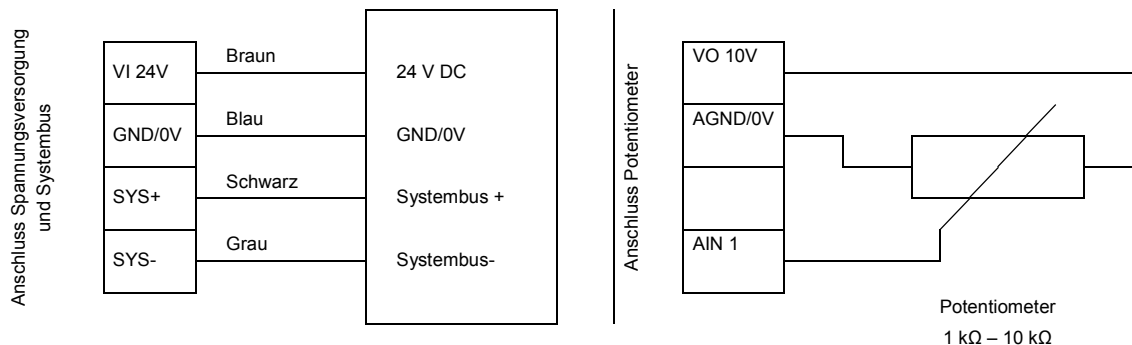 Anschluss Spannungsversorgung
und Systembus
VI 24V
Braun
24 V DC
GND/0V
Blau
GND/0V
SYS+
Schwarz
Systembus +
SYS-
Grau
Systembus-
Anschluss Potentiometer
VO 10V
AGND/0V
AIN 1
Potentiometer
1 kΩ – 10 kΩ